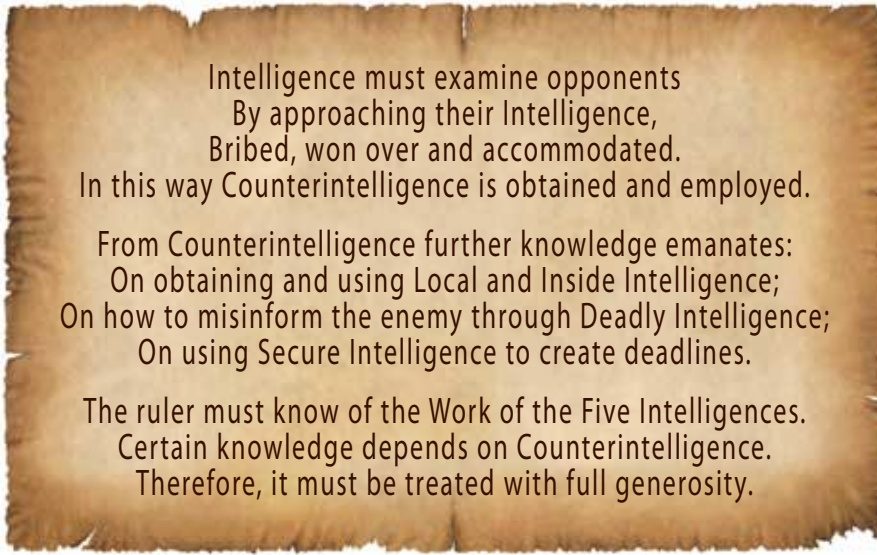 Intelligence must examine opponents
By approaching their Intelligence,
Bribed, won over and accommodated.
In this way Counterintelligence is obtained and employed.
From Counterintelligence further knowledge emanates:
On obtaining and using Local and Inside Intelligence;
On how to misinform the enemy through Deadly Intelligence;
On using Secure Intelligence to create deadlines.
The ruler must know of the Work of the Five Intelligences.
Certain knowledge depends on Counterintelligence.
Therefore, it must be treated with full generosity.